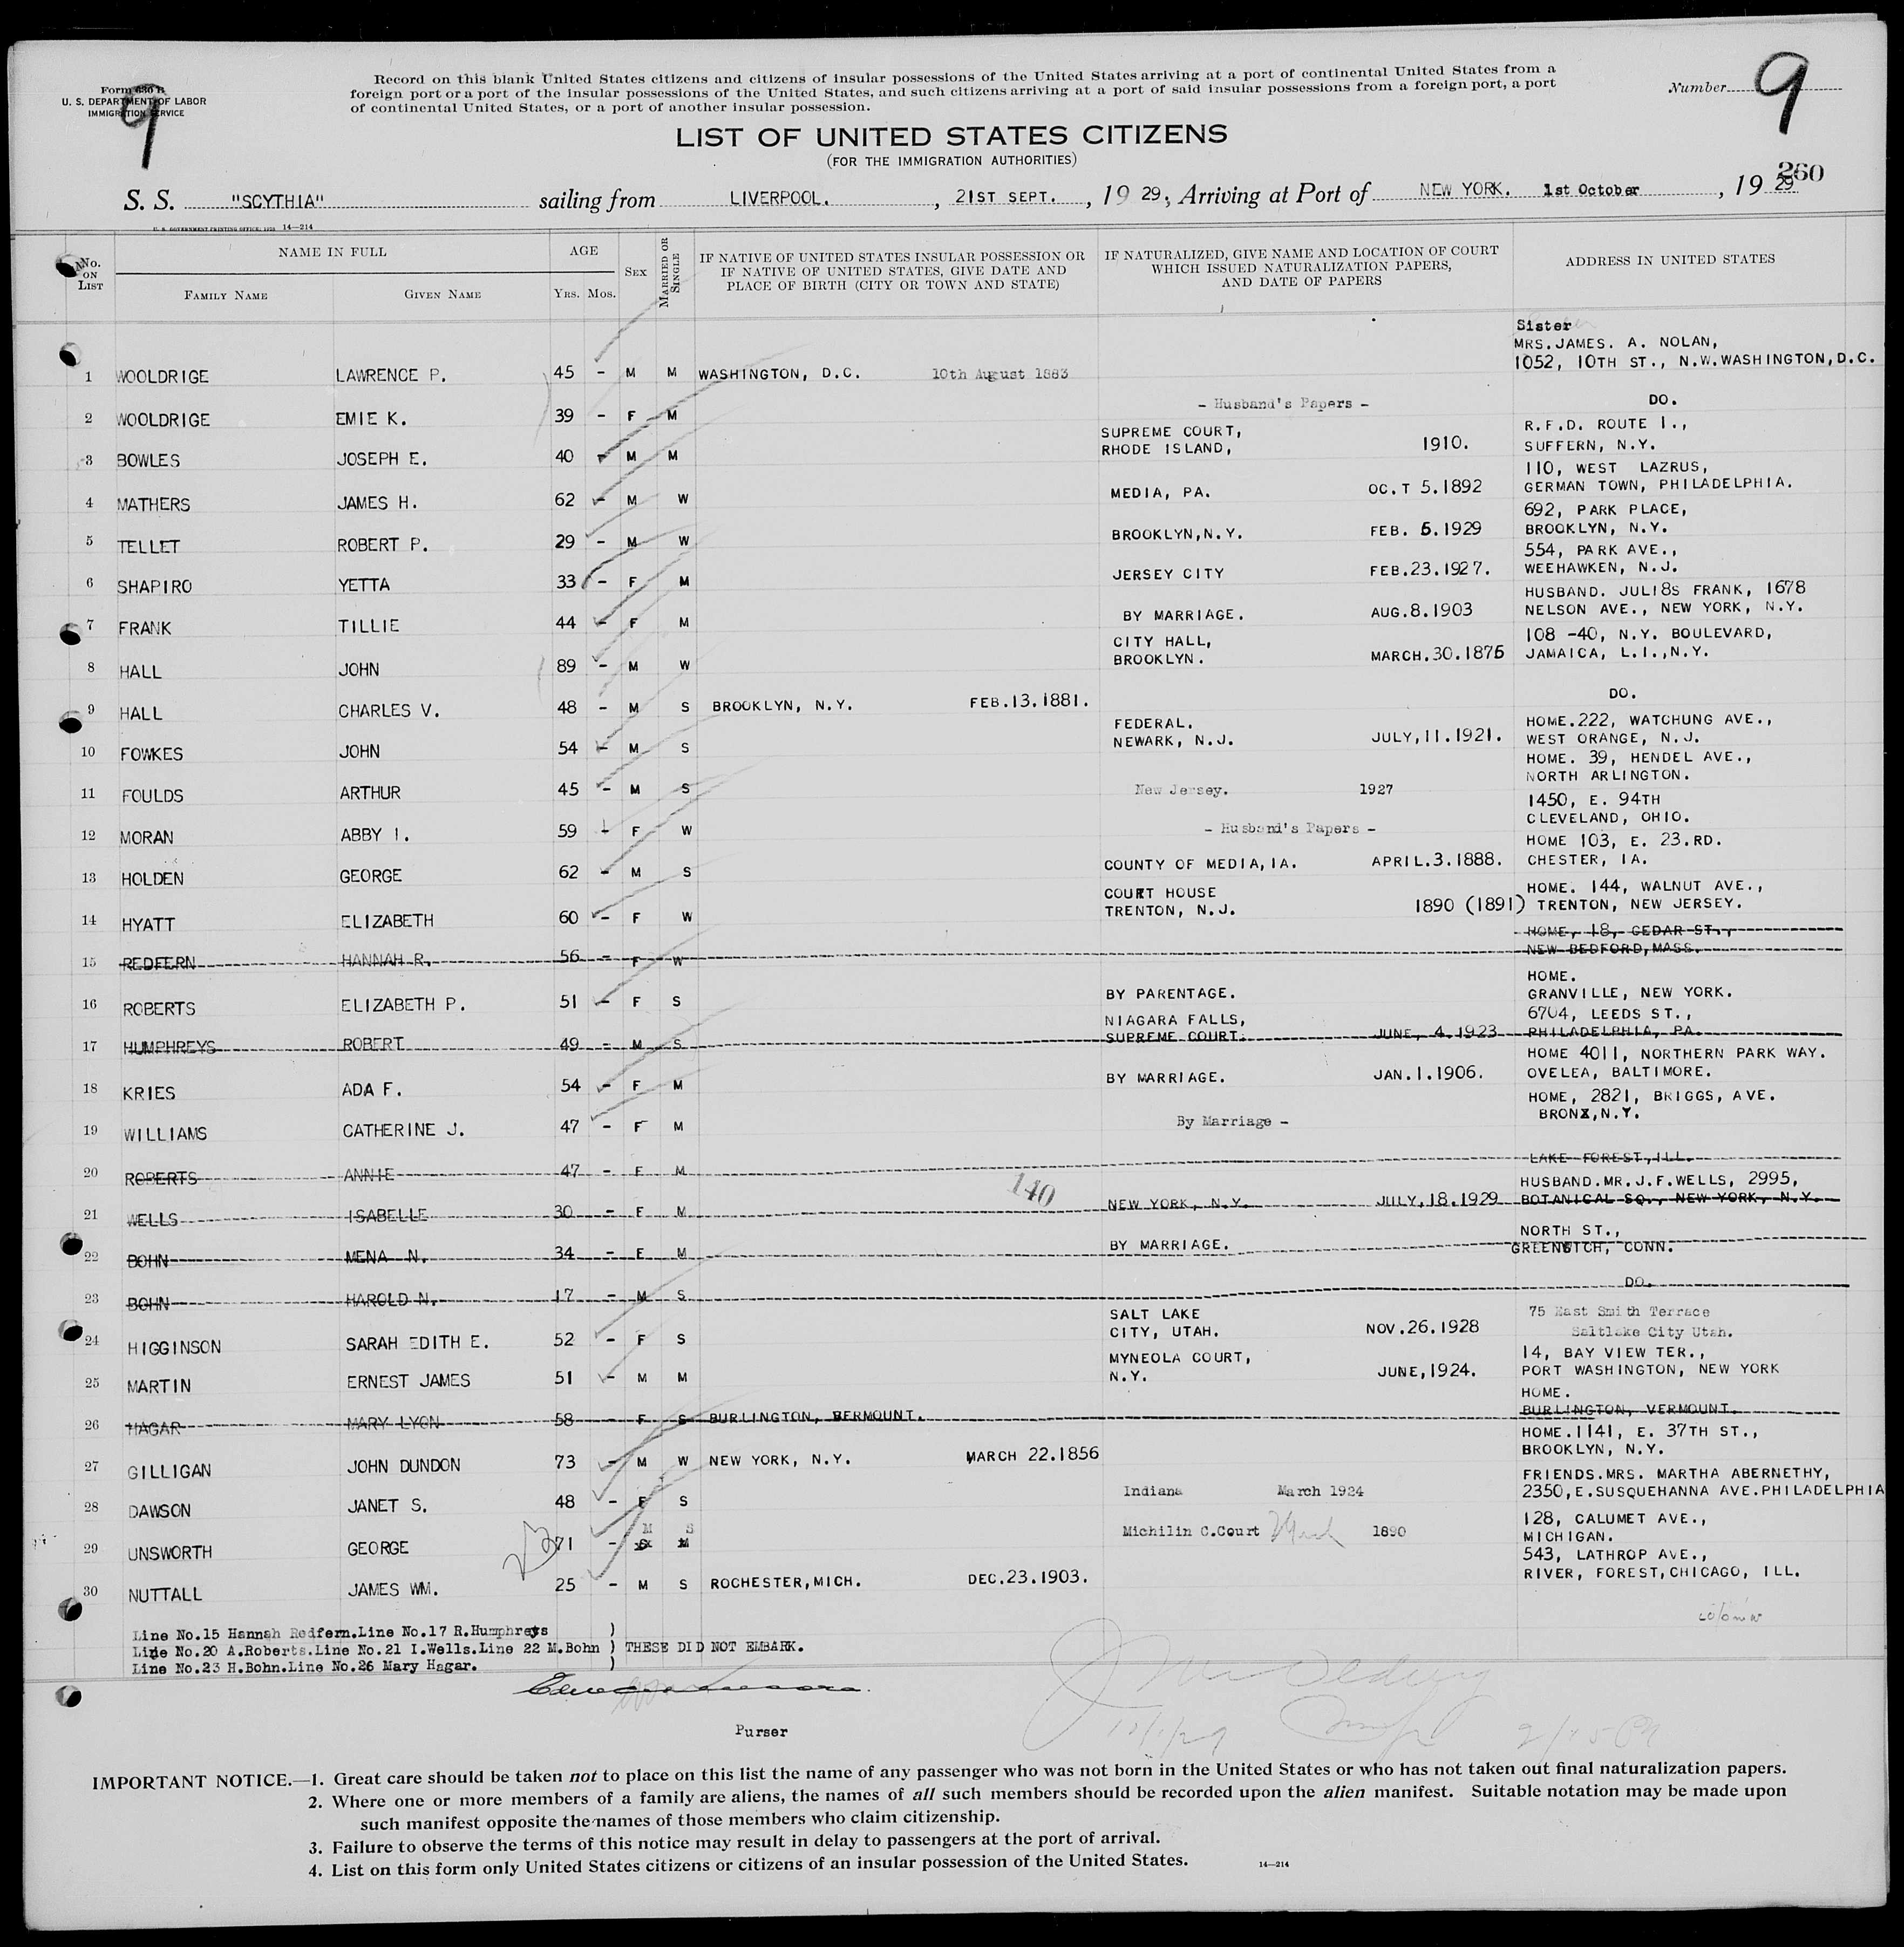 Record on this blank United States citizens and citizens of insular possessions of the United States arriving at a port of continental United States from a
foreign port or a port of the insular possessions of the United States, and such citizens arriving at a port of said insular possessions from a foreign port, a port
of continental United States, or a port of another insular possession.
Form 630 B
U. S. DEPARTMENT OF LABOR
IMMIGRATION SERVICE
9
Number 9
LIST OF UNITED STATES CITIZENS
(FOR THE IMMIGRATION AUTHORITIES)
260
S. S. "SCYTHIA" sailing from LIVERPOOL. , 21ST SEPT. , 19 29, Arriving at Port of NEW YORK. 1st October , 19 29
U. S. GOVERNMENT PRINTING OFFICE: 14—214
No. ON LIST
NAME IN FULL
FAMILY NAME GIVEN NAME
AGE
YRS. MOS.
SEX
MARRIED OR SINGLE
IF NATIVE OF UNITED STATES INSULAR POSSESSION OR
IF NATIVE OF UNITED STATES, GIVE DATE AND
PLACE OF BIRTH (CITY OR TOWN AND STATE)
IF NATURALIZED, GIVE NAME AND LOCATION OF COURT
WHICH ISSUED NATURALIZATION PAPERS,
AND DATE OF PAPERS
ADDRESS IN UNITED STATES
Sister
MRS.JAMES. A. NOLAN,
1052, 10TH ST., N.W.WASHINGTON,D.C.
1 WOOLDRIGE LAWRENCE P. 45 - M M WASHINGTON, D.C. 10th August 1883
- Husband's Papers - DO.
2 WOOLDRIGE EMIE K. 39 - F M
SUPREME COURT, R.F.D. ROUTE 1.,
RHODE ISLAND, 1910. SUFFERN, N.Y.
3 BOWLES JOSEPH E. 40 - M M
110, WEST LAZRUS,
4 MATHERS JAMES H. 62 - M W MEDIA, PA. OC.T 5.1892 GERMAN TOWN, PHILADELPHIA.
692, PARK PLACE,
5 TELLET ROBERT P. 29 - M W BROOKLYN,N.Y. FEB. 5.1929 BROOKLYN, N.Y.
554, PARK AVE.,
6 SHAPIRO YETTA 33 - F M JERSEY CITY FEB.23.1927. WEEHAWKEN, N.J.
HUSBAND. JULI8S FRANK, 1678
7 FRANK TILLIE 44 - F M BY MARRIAGE. AUG.8.1903 NELSON AVE., NEW YORK, N.Y.
CITY HALL, 108 -40, N.Y. BOULEVARD,
8 HALL JOHN 89 - M W BROOKLYN. MARCH.30.1875 JAMAICA, L.I.,N.Y.
9 HALL CHARLES V. 48 - M S BROOKLYN, N.Y. FEB.13.1881. DO.
FEDERAL. HOME.222, WATCHUNG AVE.,
10 FOWKES JOHN 54 - M S NEWARK, N.J. JULY,11.1921. WEST ORANGE, N.J.
HOME. 39, HENDEL AVE.,
NORTH ARLINGTON.
11 FOULDS ARTHUR 45 - M S New Jersey. 1927
1450, E. 94TH
CLEVELAND, OHIO.
12 MORAN ABBY I. 59 - F W - Husband's Papers -
HOME 103, E. 23.RD.
13 HOLDEN GEORGE 62 - M S COUNTY OF MEDIA,IA. APRIL.3.1888. CHESTER, IA.
COURT HOUSE HOME. 144, WALNUT AVE.,
14 HYATT ELIZABETH 60 - F W TRENTON, N.J. 1890 (1891) TRENTON, NEW JERSEY.
HOME, 18, CEDAR ST.,
NEW BEDFORD,MASS.
15 REDFERN HANNAH R. 56 - F W
HOME.
16 ROBERTS ELIZABETH P. 51 - F S BY PARENTAGE. GRANVILLE, NEW YORK.
NIAGARA FALLS, 6704, LEEDS ST.,
17 HUMPHREYS ROBERT 49 - M S SUPREME COURT. JUNE, 4.1923 PHILADELPHIA, PA.
HOME 4011, NORTHERN PARK WAY.
18 KRIES ADA F. 54 - F M BY MARRIAGE. JAN.1.1906. OVELEA, BALTIMORE.
HOME, 2821, BRIGGS, AVE.
BRONX,N.Y.
19 WILLIAMS CATHERINE J. 47 - F M By Marriage -
20 ROBERTS ANNIE 47 - F M LAKE FOREST,ILL.
140
HUSBAND.MR.J.F.WELLS, 2995,
21 WELLS ISABELLE 30 - F M NEW YORK, N.Y. JULY,18.1929 BOTANICAL SQ., NEW YORK, N.Y.
NORTH ST.,
22 BOHN MENA N. 34 - F M BY MARRIAGE. GREENWTCH, CONN.
23 BOHN HAROLD N. 17 - M S DO.
SALT LAKE 75 East Smith Terrace
24 HIGGINSON SARAH EDITH E. 52 - F S CITY, UTAH. NOV.26.1928 Saltlake City Utah.
MYNEOLA COURT, 14, BAY VIEW TER.,
25 MARTIN ERNEST JAMES 51 - M M N.Y. JUNE,1924. PORT WASHINGTON, NEW YORK
HOME.
26 HAGAR MARY LYON 58 - F S BURLINGTON, VERMOUNT. BURLINGTON, VERMOUNT.
HOME.1141, E. 37TH ST.,
27 GILLIGAN JOHN DUNDON 73 - M W NEW YORK, N.Y. MARCH 22.1856 BROOKLYN, N.Y.
FRIENDS.MRS. MARTHA ABERNETHY,
28 DAWSON JANET S. 48 - F S Indiana March 1924 2350,E.SUSQUEHANNA AVE.PHILADELPHIA
M S 128, CALUMET AVE.,
29 UNSWORTH GEORGE 71 - Michilin C.Court March 1890 MICHIGAN.
543, LATHROP AVE.,
30 NUTTALL JAMES WM. 25 - M S ROCHESTER,MICH. DEC.23.1903. RIVER, FOREST,CHICAGO, ILL.
Line No.15 Hannah Redfern.Line No.17 R.Humphreys )
Line No.20 A.Roberts.Line No.21 I.Wells.Line 22 M.Bohn ) THESE DID NOT EMBARK.
Line No.23 H.Bohn.Line No.26 Mary Hagar. )
Purser
10/1/29
IMPORTANT NOTICE.—1. Great care should be taken not to place on this list the name of any passenger who was not born in the United States or who has not taken out final naturalization papers.
2. Where one or more members of a family are aliens, the names of all such members should be recorded upon the alien manifest. Suitable notation may be made upon
such manifest opposite the names of those members who claim citizenship.
3. Failure to observe the terms of this notice may result in delay to passengers at the port of arrival.
4. List on this form only United States citizens or citizens of an insular possession of the United States.
14—214